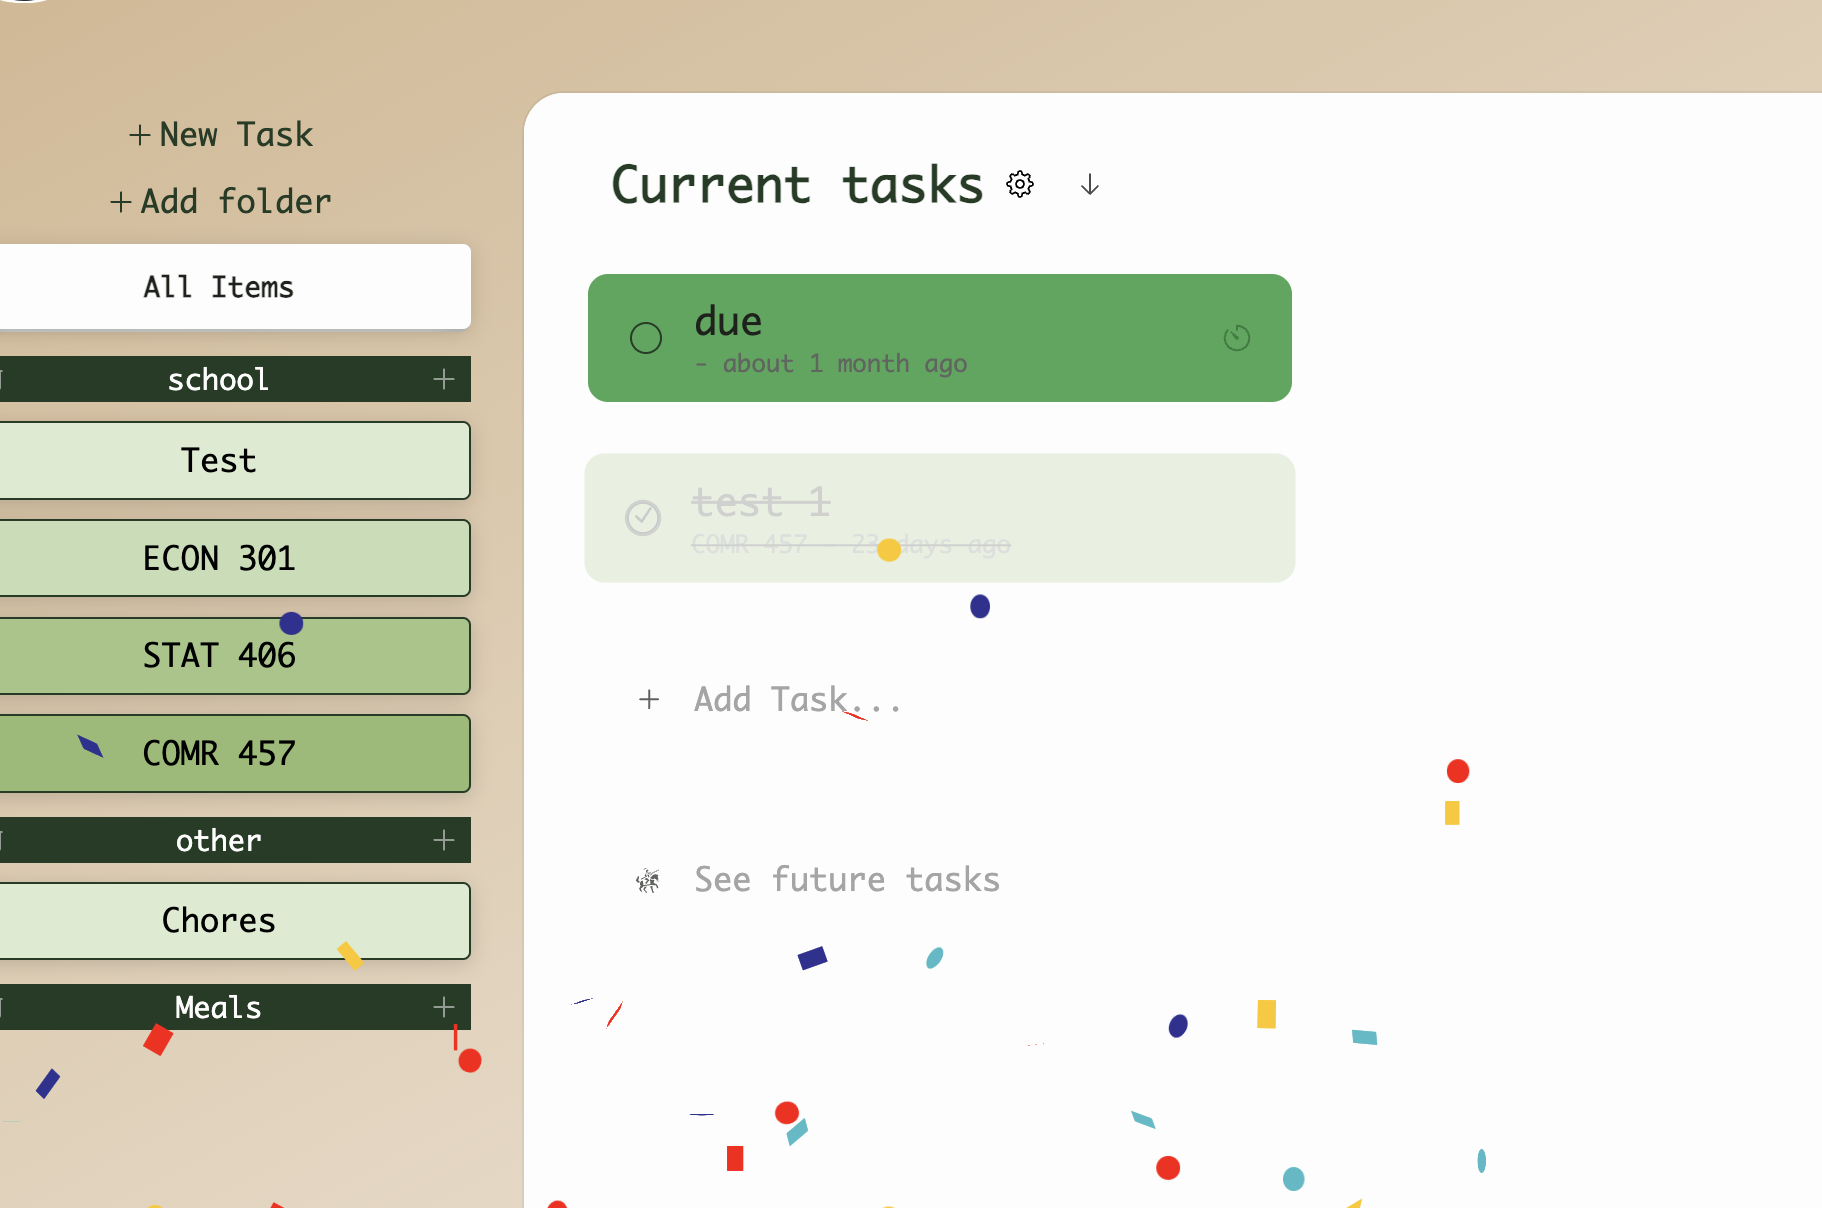 + New Task
+ Add folder
All Items
school +
Test
ECON 301
STAT 406
COMR 457
other +
Chores
Meals +
Current tasks
due
- about 1 month ago
test 1
COMR 457 - 23 days ago
+ Add Task...
See future tasks